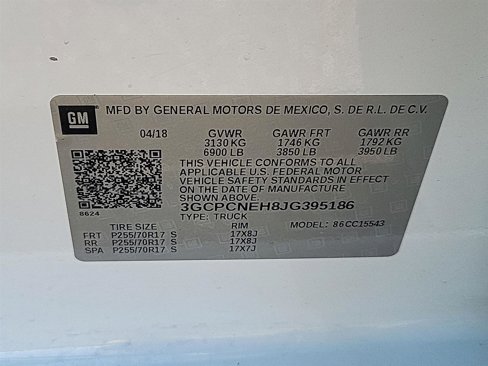 GM MFD BY GENERAL MOTORS DE MEXICO, S. DE R.L. DE C.V.
04/18 GVWR GAWR FRT GAWR RR
3130 KG 1746 KG 1792 KG
6900 LB 3850 LB 3950 LB
THIS VEHICLE CONFORMS TO ALL
APPLICABLE U.S. FEDERAL MOTOR
VEHICLE SAFETY STANDARDS IN EFFECT
ON THE DATE OF MANUFACTURE
SHOWN ABOVE.
8624 3GCPCNEH8JG395186
TYPE: TRUCK MODEL: 86CC15543
TIRE SIZE RIM
FRT P255/70R17 S 17X8J
RR P255/70R17 S 17X8J
SPA P255/70R17 S 17X7J